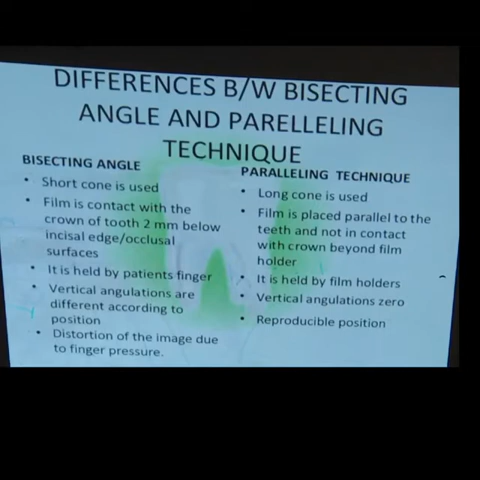 DIFFERENCES B/W BISECTING
ANGLE AND PARELLELING
TECHNIQUE
BISECTING ANGLE
• Short cone is used
• Film is contact with the
crown of tooth 2 mm below
incisal edge/occlusal
surfaces
• It is held by patients finger
• Vertical angulations are
different according to
position
• Distortion of the image due
to finger pressure.
PARALLELING TECHNIQUE
• Long cone is used
• Film is placed parallel to the
teeth and not in contact
with crown beyond film
holder
• It is held by film holders
• Vertical angulations zero
• Reproducible position